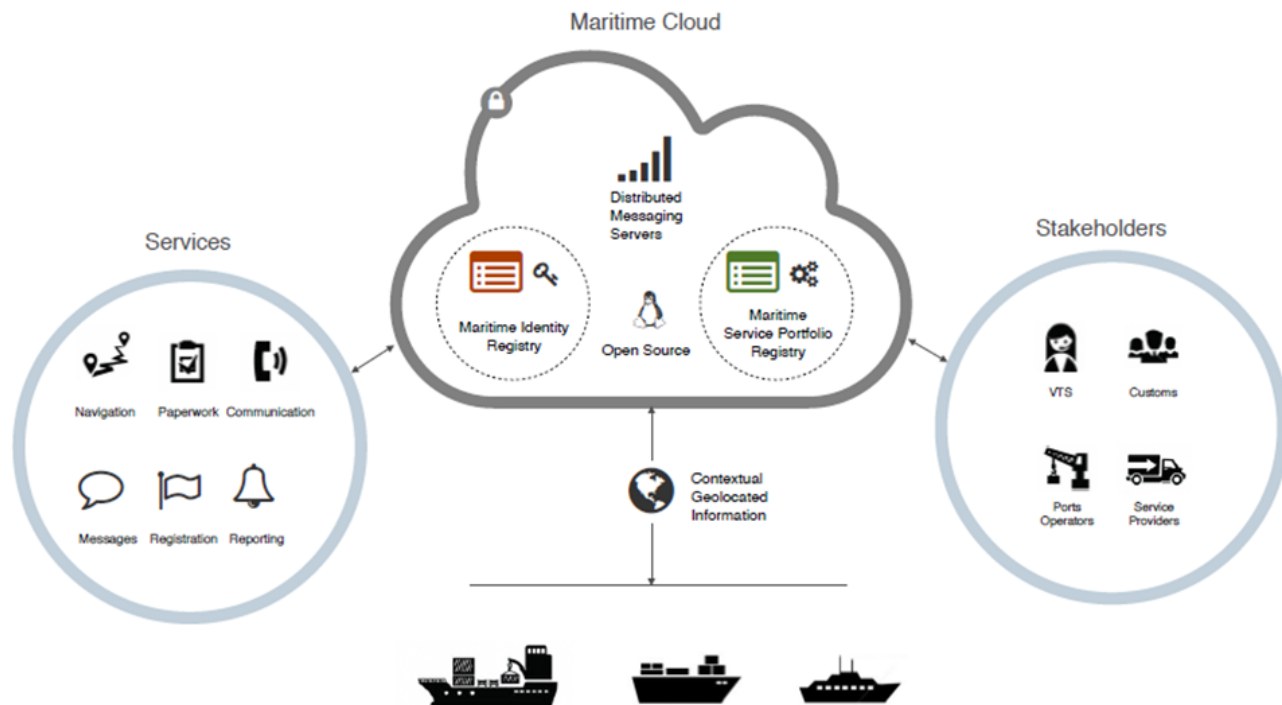 Maritime Cloud
Distributed
Messaging
Servers
Maritime Identity
Registry
Open Source
Maritime
Service Portfolio
Registry
Services
Navigation
Paperwork
Communication
Messages
Registration
Reporting
Stakeholders
VTS
Customs
Ports
Operators
Service
Providers
Contextual
Geolocated
Information